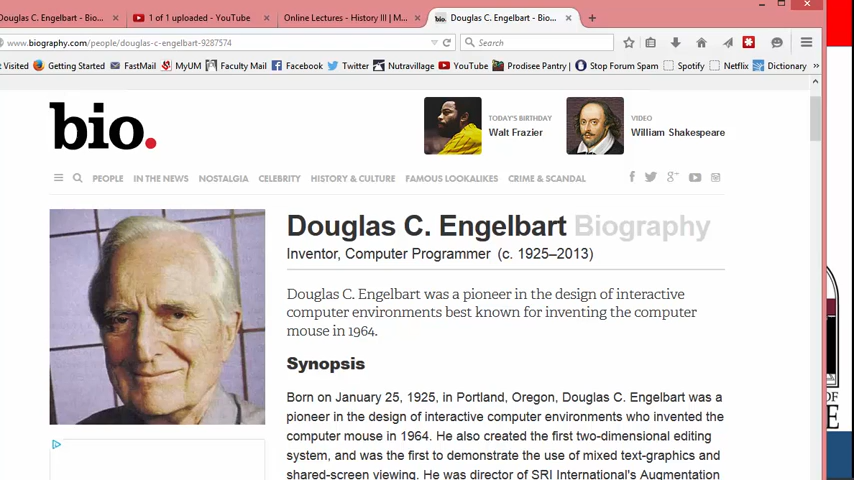 Douglas C. Engelbart - Bio...
1 of 1 uploaded - YouTube
Online Lectures - History III | M...
bio. Douglas C. Engelbart - Bio...
www.biography.com/people/douglas-c-engelbart-9287574
Search
Visited Getting Started FastMail MyUM Faculty Mail Facebook Twitter Nutravillage YouTube Prodisee Pantry | Stop Forum Spam Spotify Netflix Dictionary
bio.
TODAY'S BIRTHDAY
Walt Frazier
VIDEO
William Shakespeare
PEOPLE IN THE NEWS NOSTALGIA CELEBRITY HISTORY & CULTURE FAMOUS LOOKALIKES CRIME & SCANDAL
Douglas C. Engelbart Biography
Inventor, Computer Programmer (c. 1925–2013)
Douglas C. Engelbart was a pioneer in the design of interactive
computer environments best known for inventing the computer
mouse in 1964.
Synopsis
Born on January 25, 1925, in Portland, Oregon, Douglas C. Engelbart was a
pioneer in the design of interactive computer environments who invented the
computer mouse in 1964. He also created the first two-dimensional editing
system, and was the first to demonstrate the use of mixed text-graphics and
shared-screen viewing. He was director of SRI International's Augmentation
OF
E